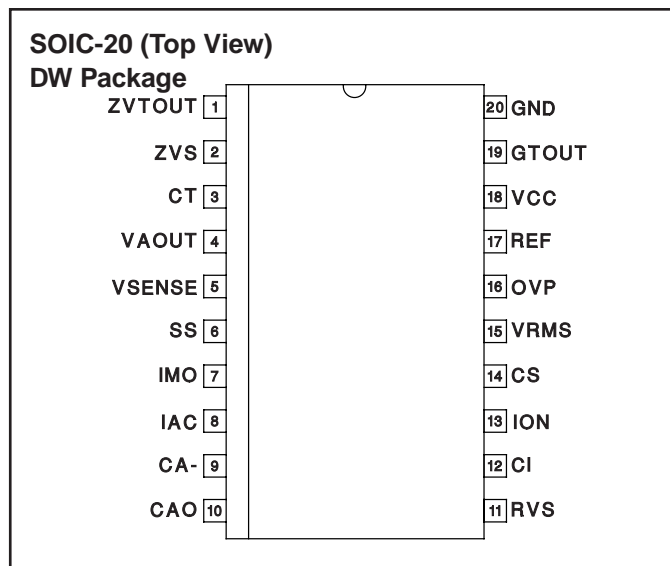 SOIC-20 (Top View)
DW Package
ZVTOUT 1 20 GND
ZVS 2 19 GTOUT
CT 3 18 VCC
VAOUT 4 17 REF
VSENSE 5 16 OVP
SS 6 15 VRMS
IMO 7 14 CS
IAC 8 13 ION
CA- 9 12 CI
CAO 10 11 RVS